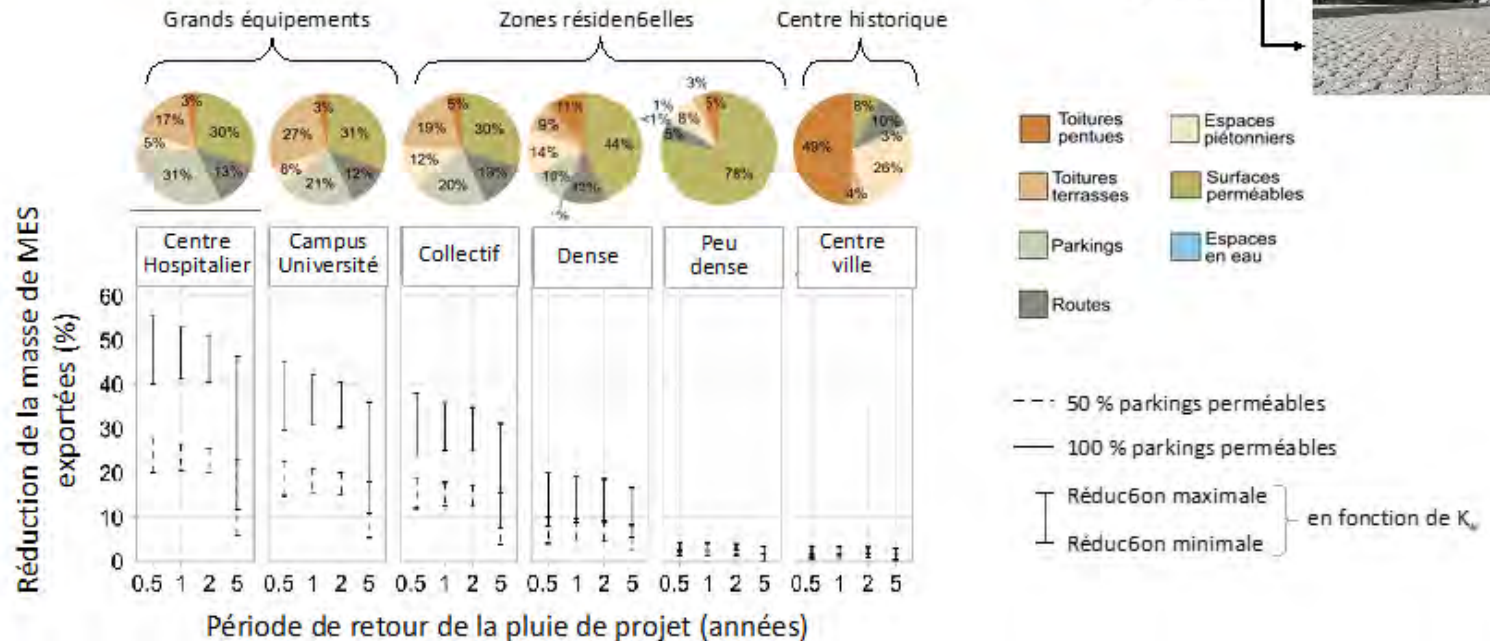 Grands équipements
Zones résiden6elles
Centre historique
3%
17%
30%
5%
31%
13%
3%
27%
31%
6%
21%
12%
5%
19%
30%
12%
20%
19%
11%
9%
44%
14%
10%
12%
3%
1%
5%
<1%
8%
5%
78%
8%
10%
3%
49%
26%
4%
Toitures
pentues
Espaces
piétonniers
Toitures
terrasses
Surfaces
perméables
Parkings
Espaces
en eau
Routes
Centre
Hospitalier
Campus
Université
Collectif
Dense
Peu
dense
Centre
ville
Réduction de la masse de MES
exportées (%)
60
50
40
30
20
10
0
0.5 1 2 5
0.5 1 2 5
0.5 1 2 5
0.5 1 2 5
0.5 1 2 5
0.5 1 2 5
Période de retour de la pluie de projet (années)
50 % parkings perméables
100 % parkings perméables
Réduc6on maximale
en fonction de K
Réduc6on minimale